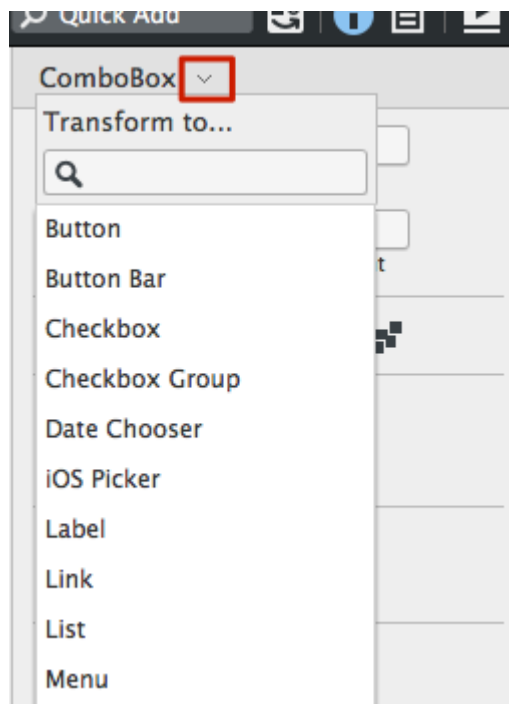 Quick Add
ComboBox
Transform to...
Button
Button Bar
t
Checkbox
Checkbox Group
Date Chooser
iOS Picker
Label
Link
List
Menu